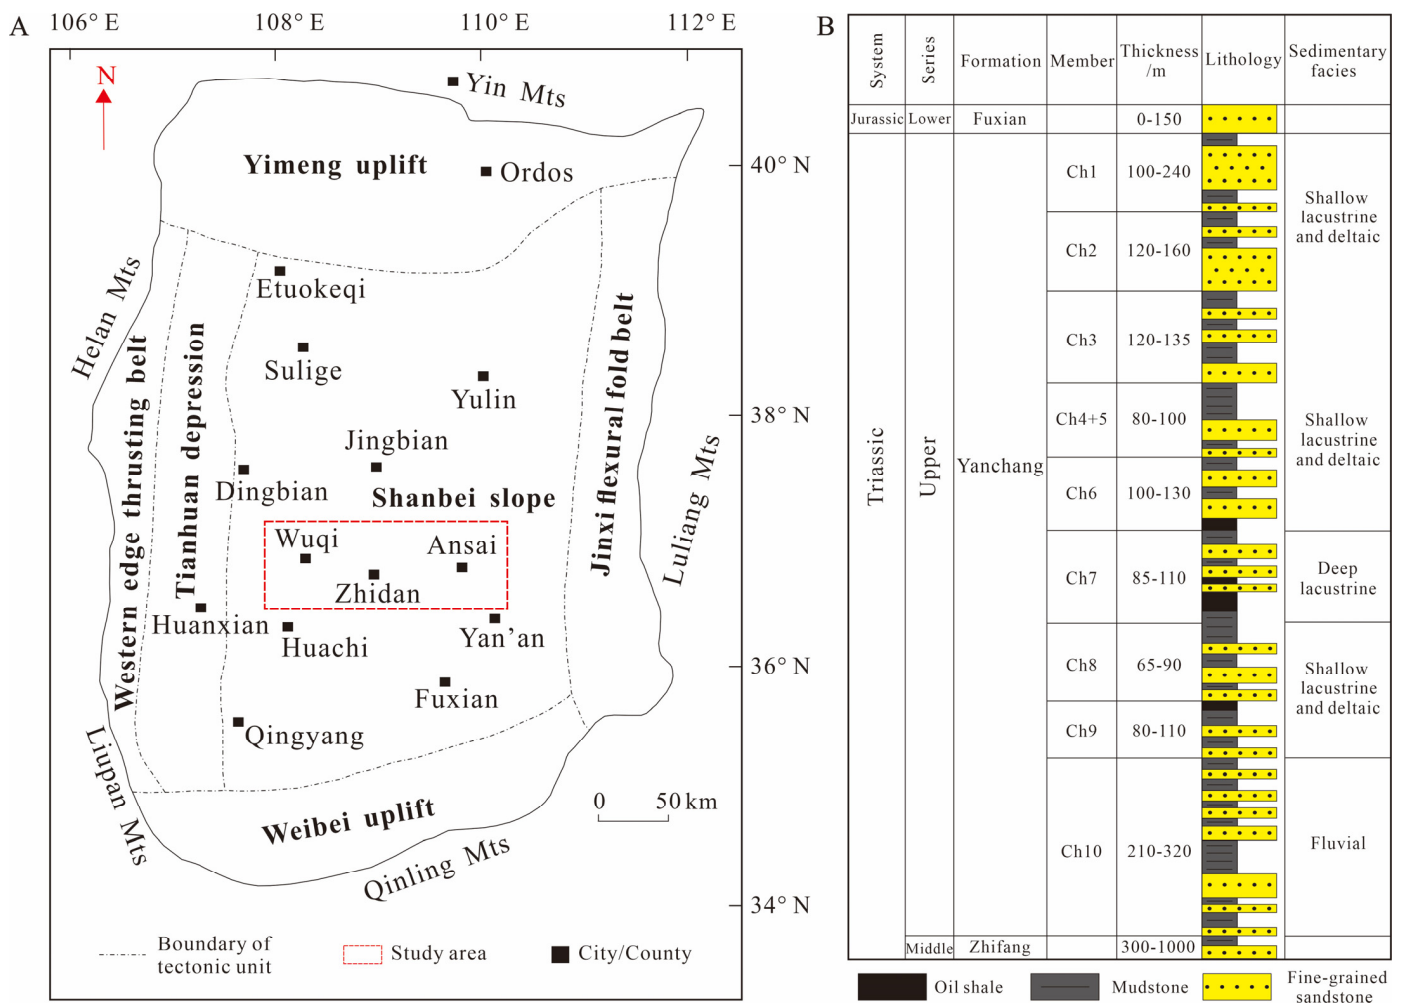 A
106° E
108° E
110° E
112° E
N
Yin Mts
Yimeng uplift
Ordos
40° N
Helan Mts
Etuokeqi
Sulige
Yulin
38° N
Western edge thrusting belt
Tianhuan depression
Jingbian
Dingbian
Shanbei slope
Jinxi flexural fold belt
Luliang Mts
Wuqi
Ansai
Zhidan
Huanxian
Huachi
Yan’an
36° N
Fuxian
Qingyang
Liupan Mts
Weibei uplift
Qinling Mts
0 50 km
34° N
Boundary of
tectonic unit
Study area
City/County
B
System
Series
Formation
Member
Thickness
/m
Lithology
Sedimentary
facies
Jurassic
Lower
Fuxian
0-150
Triassic
Upper
Yanchang
Ch1
100-240
Shallow
lacustrine
and deltaic
Ch2
120-160
Ch3
120-135
Ch4+5
80-100
Shallow
lacustrine
and deltaic
Ch6
100-130
Ch7
85-110
Deep
lacustrine
Ch8
65-90
Shallow
lacustrine
and deltaic
Ch9
80-110
Ch10
210-320
Fluvial
Middle
Zhifang
300-1000
Oil shale
Mudstone
Fine-grained
sandstone